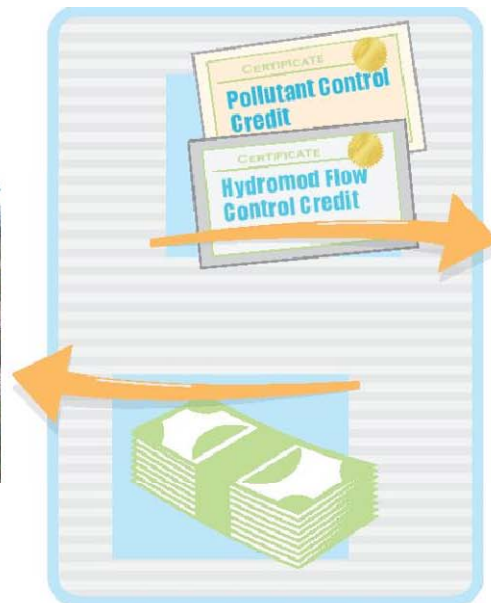 CERTIFICATE
Pollutant Control
Credit
CERTIFICATE
Hydromod Flow
Control Credit